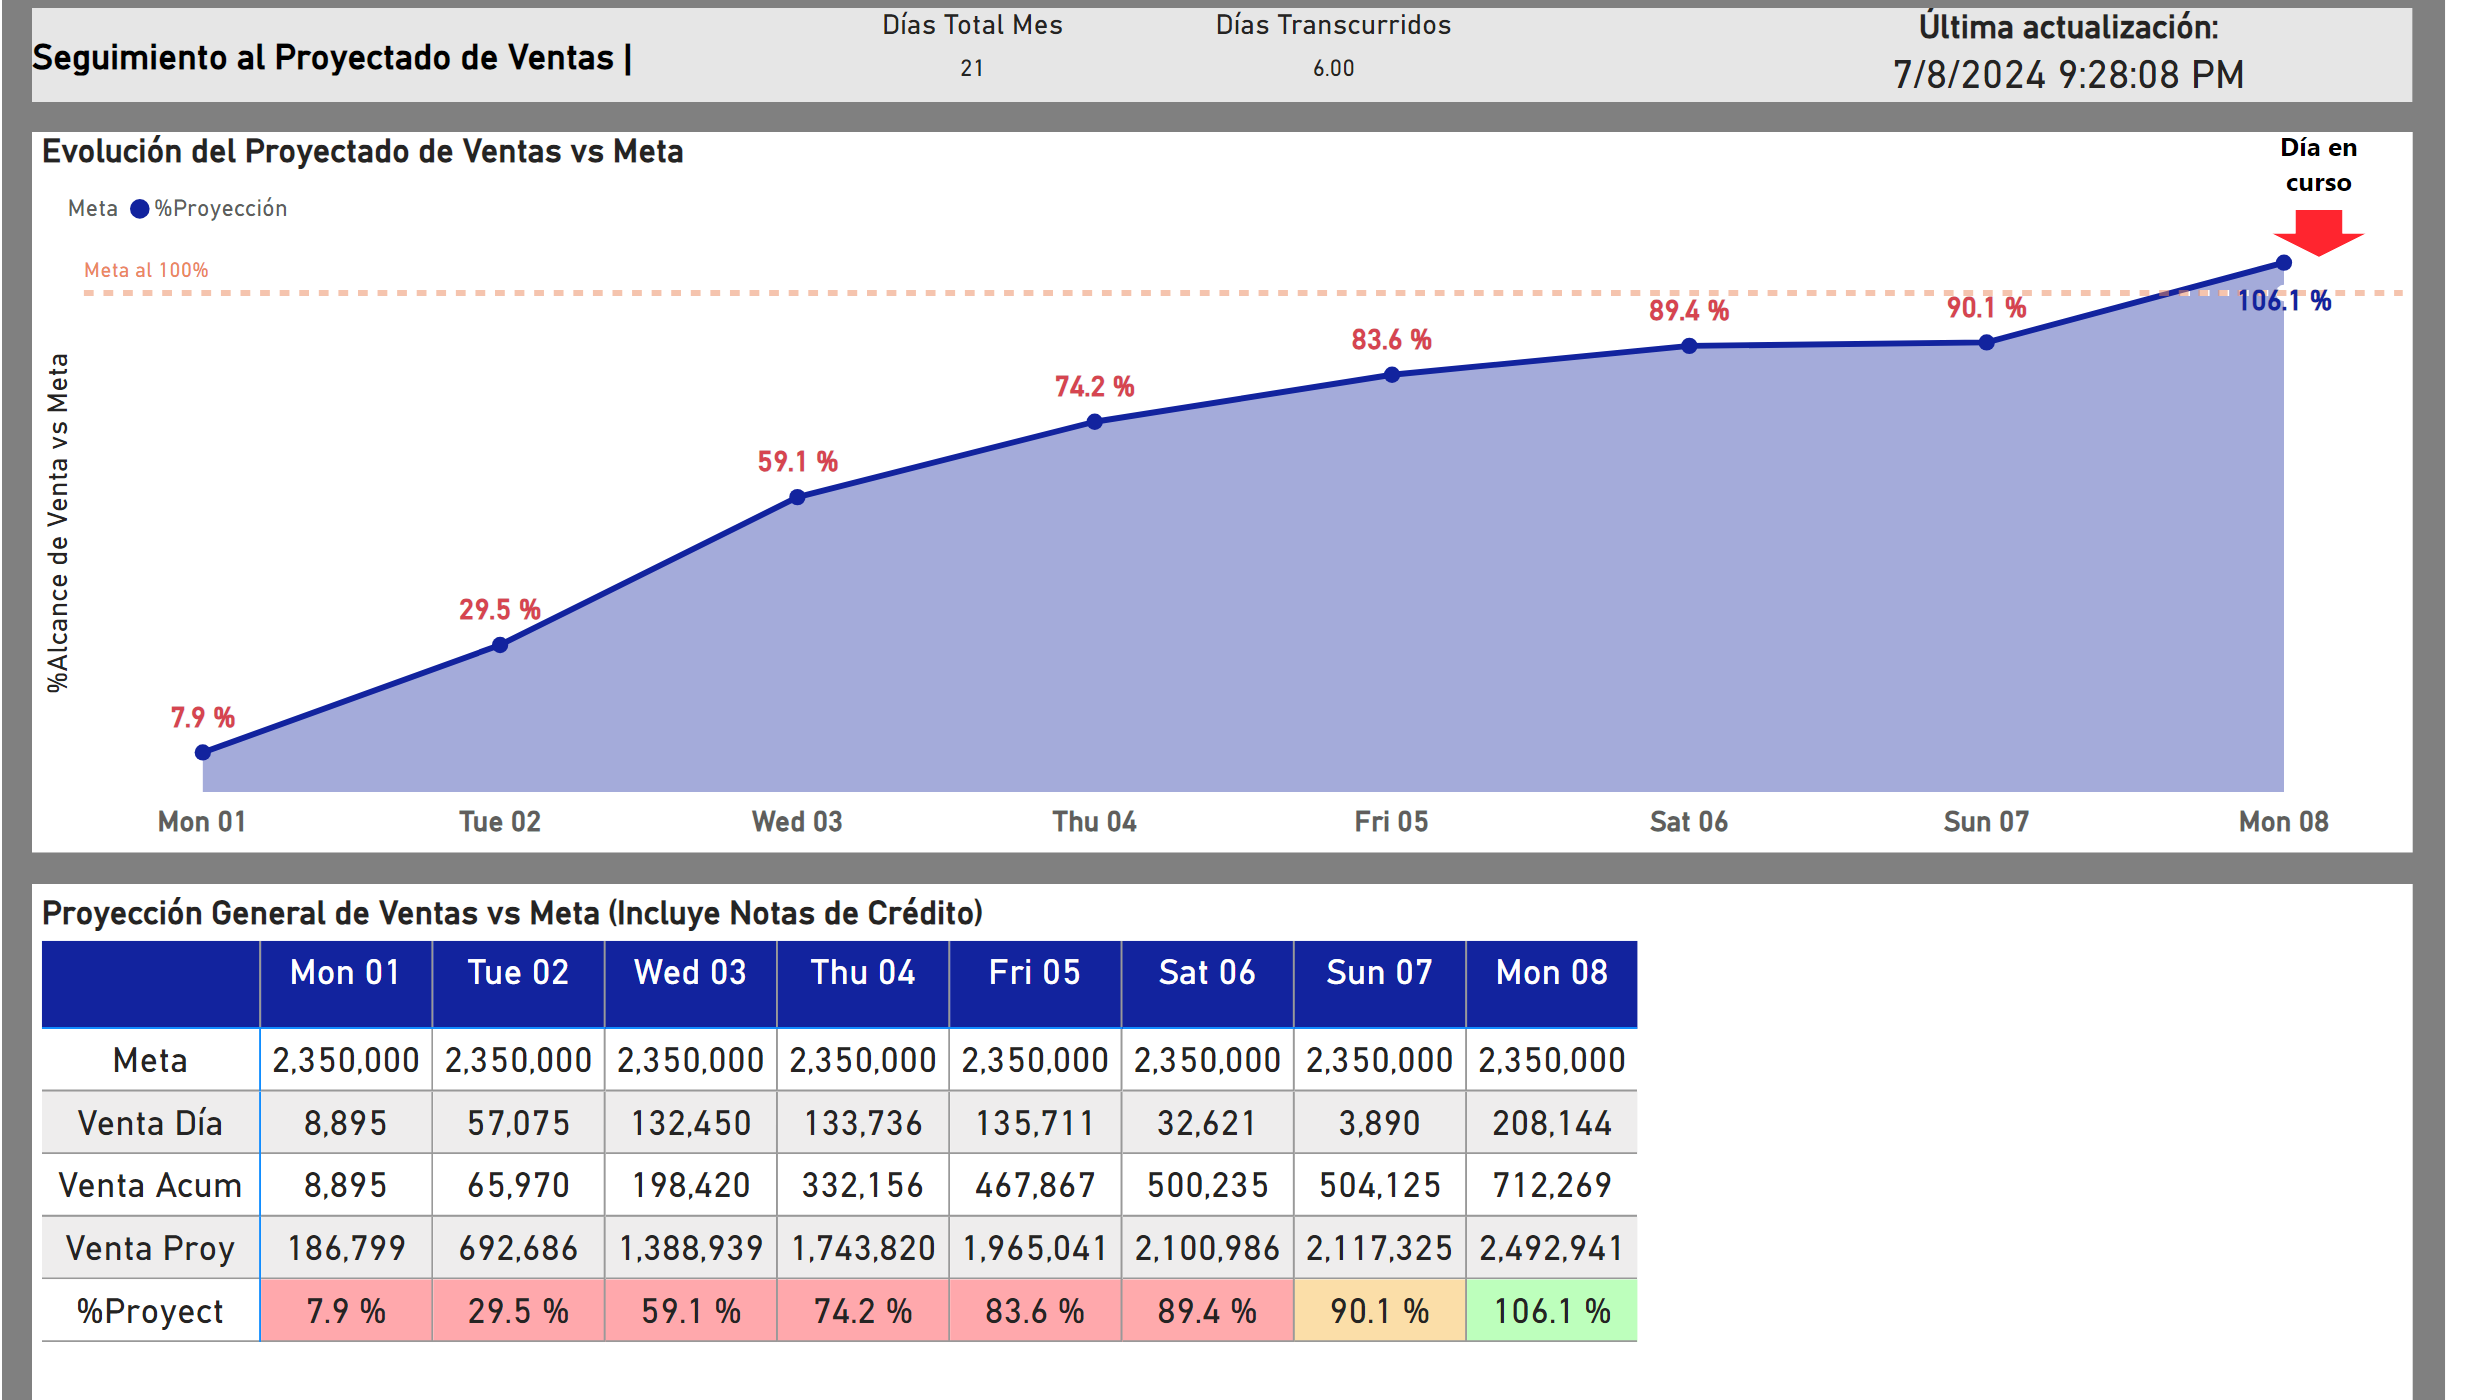 Seguimiento al Proyectado de Ventas |
Días Total Mes
21
Días Transcurridos
6.00
Última actualización:
7/8/2024 9:28:08 PM
Evolución del Proyectado de Ventas vs Meta
Día en
curso
Meta %Proyección
Meta al 100%
%Alcance de Venta vs Meta
7.9 %
29.5 %
59.1 %
74.2 %
83.6 %
89.4 %
90.1 %
106.1 %
Mon 01 Tue 02 Wed 03 Thu 04 Fri 05 Sat 06 Sun 07 Mon 08
Proyección General de Ventas vs Meta (Incluye Notas de Crédito)
Mon 01 Tue 02 Wed 03 Thu 04 Fri 05 Sat 06 Sun 07 Mon 08
Meta 2,350,000 2,350,000 2,350,000 2,350,000 2,350,000 2,350,000 2,350,000 2,350,000
Venta Día 8,895 57,075 132,450 133,736 135,711 32,621 3,890 208,144
Venta Acum 8,895 65,970 198,420 332,156 467,867 500,235 504,125 712,269
Venta Proy 186,799 692,686 1,388,939 1,743,820 1,965,041 2,100,986 2,117,325 2,492,941
%Proyect 7.9 % 29.5 % 59.1 % 74.2 % 83.6 % 89.4 % 90.1 % 106.1 %